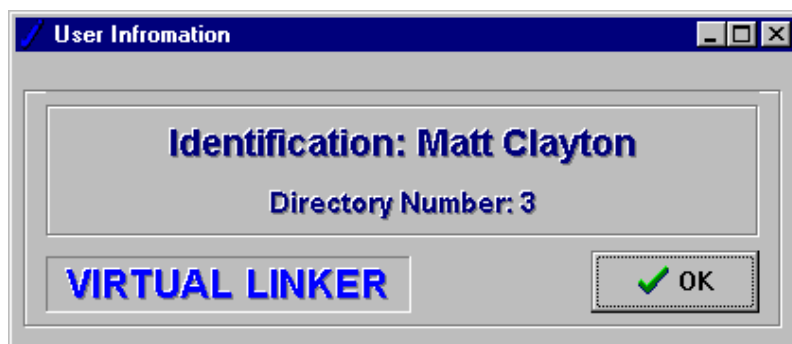 User Infromation
Identification: Matt Clayton
Directory Number: 3
VIRTUAL LINKER
OK